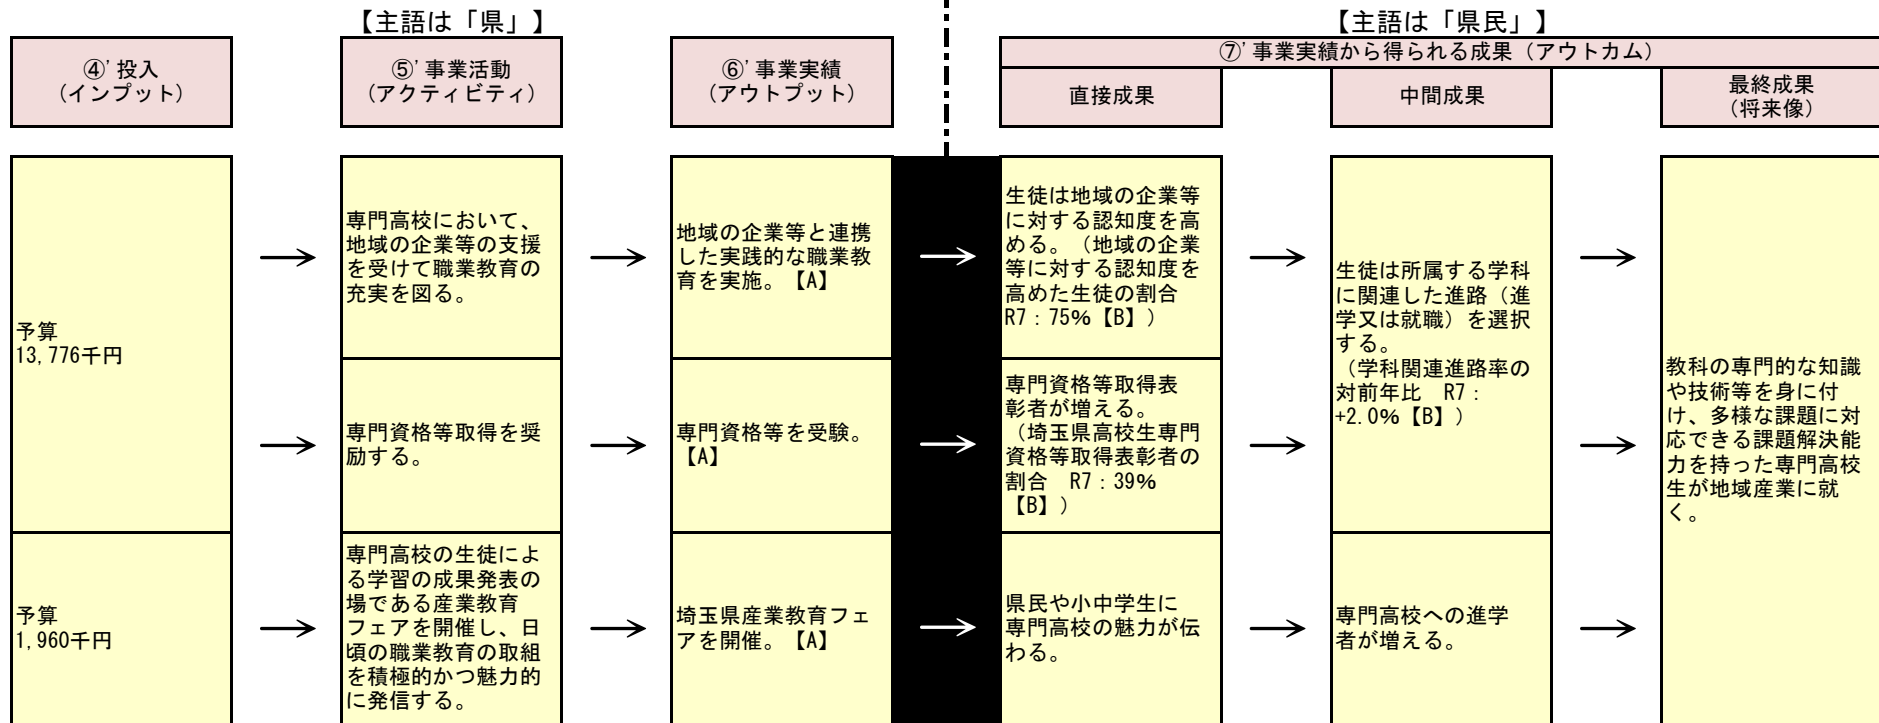 【主語は「県」】
【主語は「県民」】
④’投入
（インプット）
⑤’事業活動
（アクティビティ）
⑥’事業実績
（アウトプット）
⑦’事業実績から得られる成果（アウトカム）
直接成果
中間成果
最終成果
（将来像）
予算
13,776千円
専門高校において、
地域の企業等の支援
を受けて職業教育の
充実を図る。
地域の企業等と連携
した実践的な職業教
育を実施。【A】
生徒は地域の企業等
に対する認知度を高
める。（地域の企業
等に対する認知度を
高めた生徒の割合
R7：75%【B】）
生徒は所属する学科
に関連した進路（進
学又は就職）を選択
する。
（学科関連進路率の
対前年比　R7：
+2.0%【B】）
教科の専門的な知識
や技術等を身に付
け、多様な課題に対
応できる課題解決能
力を持った専門高校
生が地域産業に就
く。
専門資格等取得を奨
励する。
専門資格等を受験。
【A】
専門資格等取得表
彰者が増える。
（埼玉県高校生専門
資格等取得表彰者の
割合　R7：39%
【B】）
予算
1,960千円
専門高校の生徒によ
る学習の成果発表の
場である産業教育
フェアを開催し、日
頃の職業教育の取組
を積極的かつ魅力的
に発信する。
埼玉県産業教育フェ
アを開催。【A】
県民や小中学生に
専門高校の魅力が伝
わる。
専門高校への進学
者が増える。